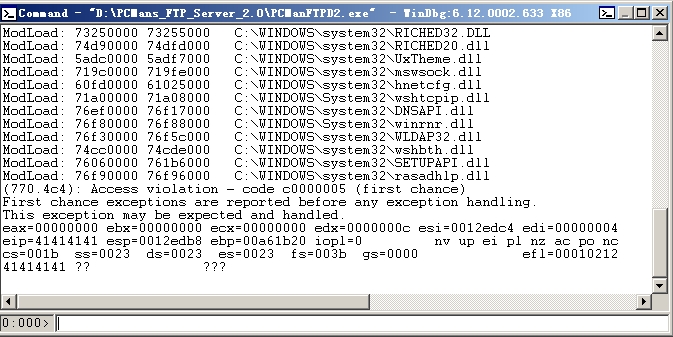 Command - "D:\PCMans_FTP_Server_2.0\PCManFTPD2.exe" - WinDbg:6.12.0002.633 X86
ModLoad: 73250000 73255000   C:\WINDOWS\system32\RICHED32.DLL
ModLoad: 74d90000 74dfd000   C:\WINDOWS\system32\RICHED20.dll
ModLoad: 5adc0000 5adf7000   C:\WINDOWS\system32\UxTheme.dll
ModLoad: 719c0000 719fe000   C:\WINDOWS\system32\mswsock.dll
ModLoad: 60fd0000 61025000   C:\WINDOWS\system32\hnetcfg.dll
ModLoad: 71a00000 71a08000   C:\WINDOWS\System32\wshtcpip.dll
ModLoad: 76ef0000 76f17000   C:\WINDOWS\system32\DNSAPI.dll
ModLoad: 76f80000 76f88000   C:\WINDOWS\System32\winrnr.dll
ModLoad: 76f30000 76f5c000   C:\WINDOWS\system32\WLDAP32.dll
ModLoad: 74cc0000 74cde000   C:\WINDOWS\system32\wshbth.dll
ModLoad: 76060000 761b6000   C:\WINDOWS\system32\SETUPAPI.dll
ModLoad: 76f90000 76f96000   C:\WINDOWS\system32\rasadhlp.dll
(770.4c4): Access violation - code c0000005 (first chance)
First chance exceptions are reported before any exception handling.
This exception may be expected and handled.
eax=00000000 ebx=00000000 ecx=00000000 edx=0000000c esi=0012edc4 edi=00000004
eip=41414141 esp=0012edb8 ebp=00a61b20 iopl=0         nv up ei pl nz ac po nc
cs=001b  ss=0023  ds=0023  es=0023  fs=003b  gs=0000             efl=00010212
41414141 ??              ???
0:000>